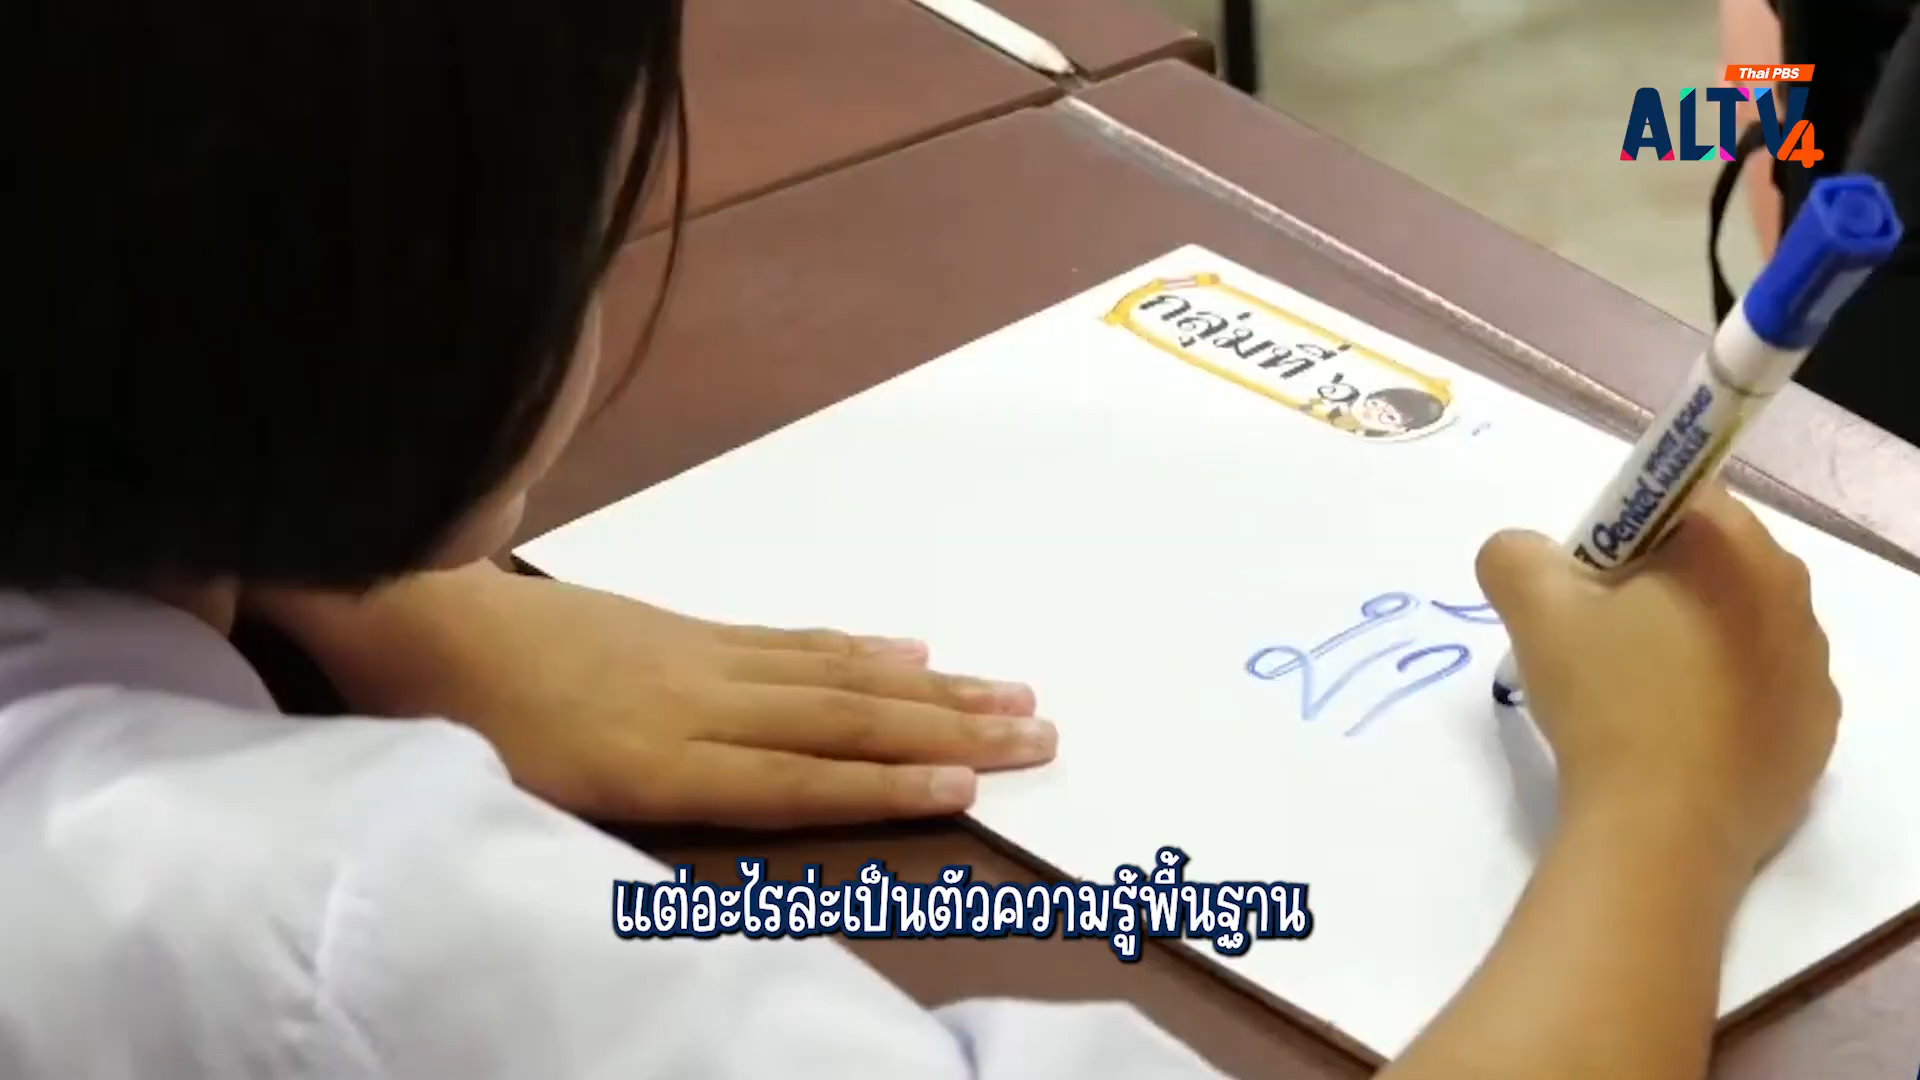 Thai PBS
ALTV4
กลุ่มที่ ๖
Pentel WHITE BOARD
MARKER
แต่อะไรล่ะเป็นตัวความรู้พื้นฐาน